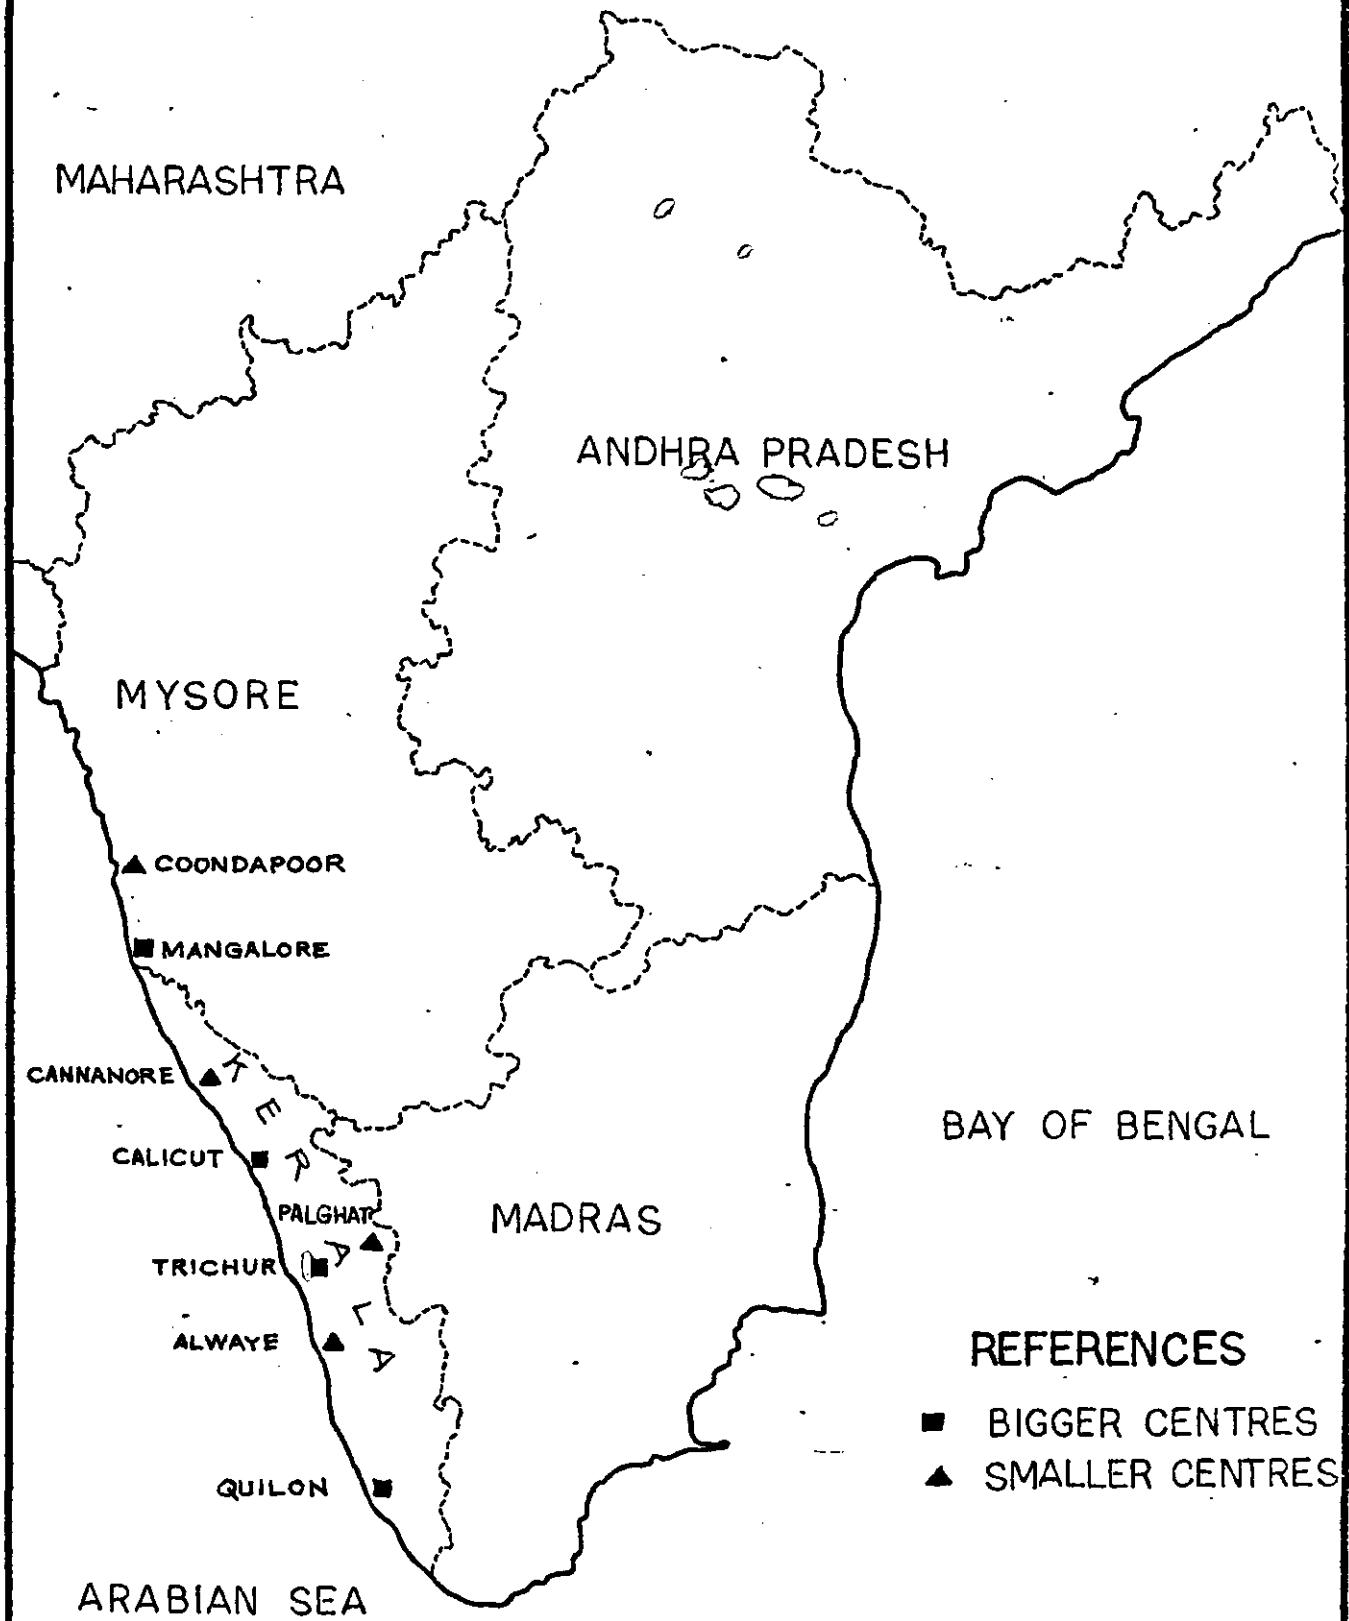 MAHARASHTRA
ANDHRA PRADESH
MYSORE
COONDAPOOR
MANGALORE
CANNANORE
KERALA
CALICUT
BAY OF BENGAL
PALGHAT
MADRAS
TRICHUR
ALWAYE
REFERENCES
BIGGER CENTRES
SMALLER CENTRES
QUILON
ARABIAN SEA